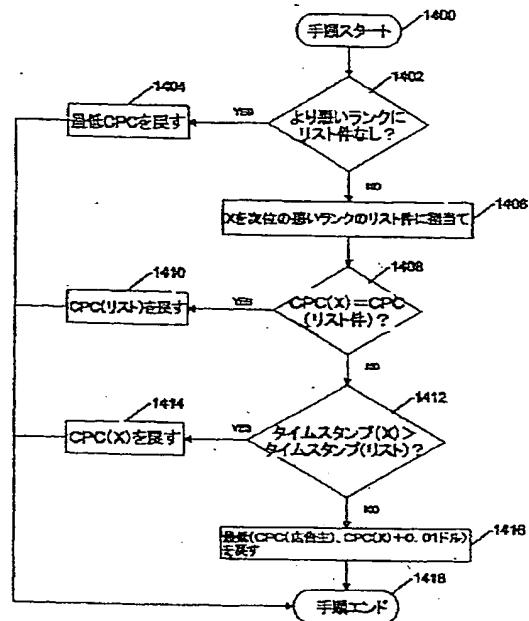 1400
手順スタート
1402
1404
より悪いランクに
リスト件なし?
YES
最低CPCを戻す
NO
1406
Xを次位の悪いランクのリスト件に割当て
1408
1410
CPC(X)=CPC
(リスト件)?
YES
CPC(リスト)を戻す
NO
1412
1414
タイムスタンプ(X)>
タイムスタンプ(リスト)?
YES
CPC(X)を戻す
NO
1416
最低(CPC(広告主)、CPC(X)+0.01ドル)
を戻す
1418
手順エンド